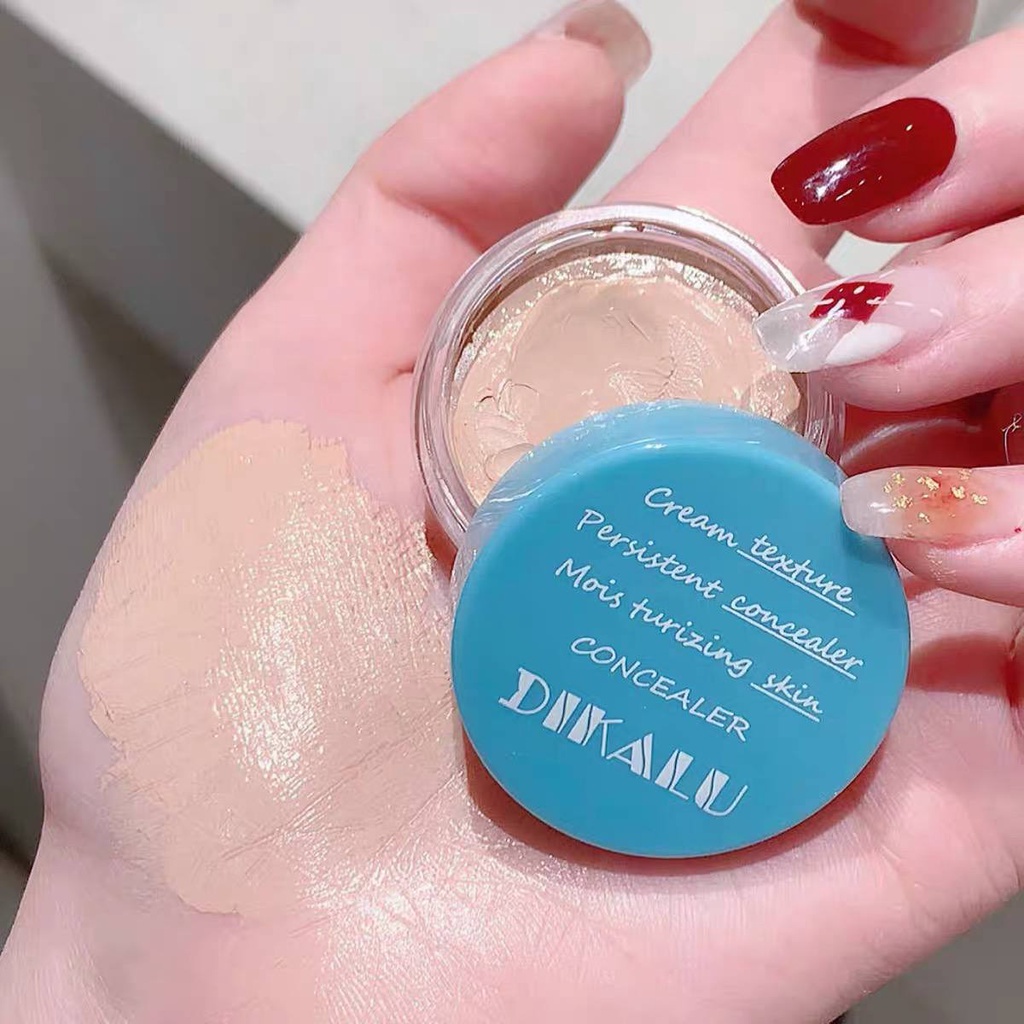 Cream texture
Persistent concealer
Mois turizing skin
CONCEALER
DIKALU